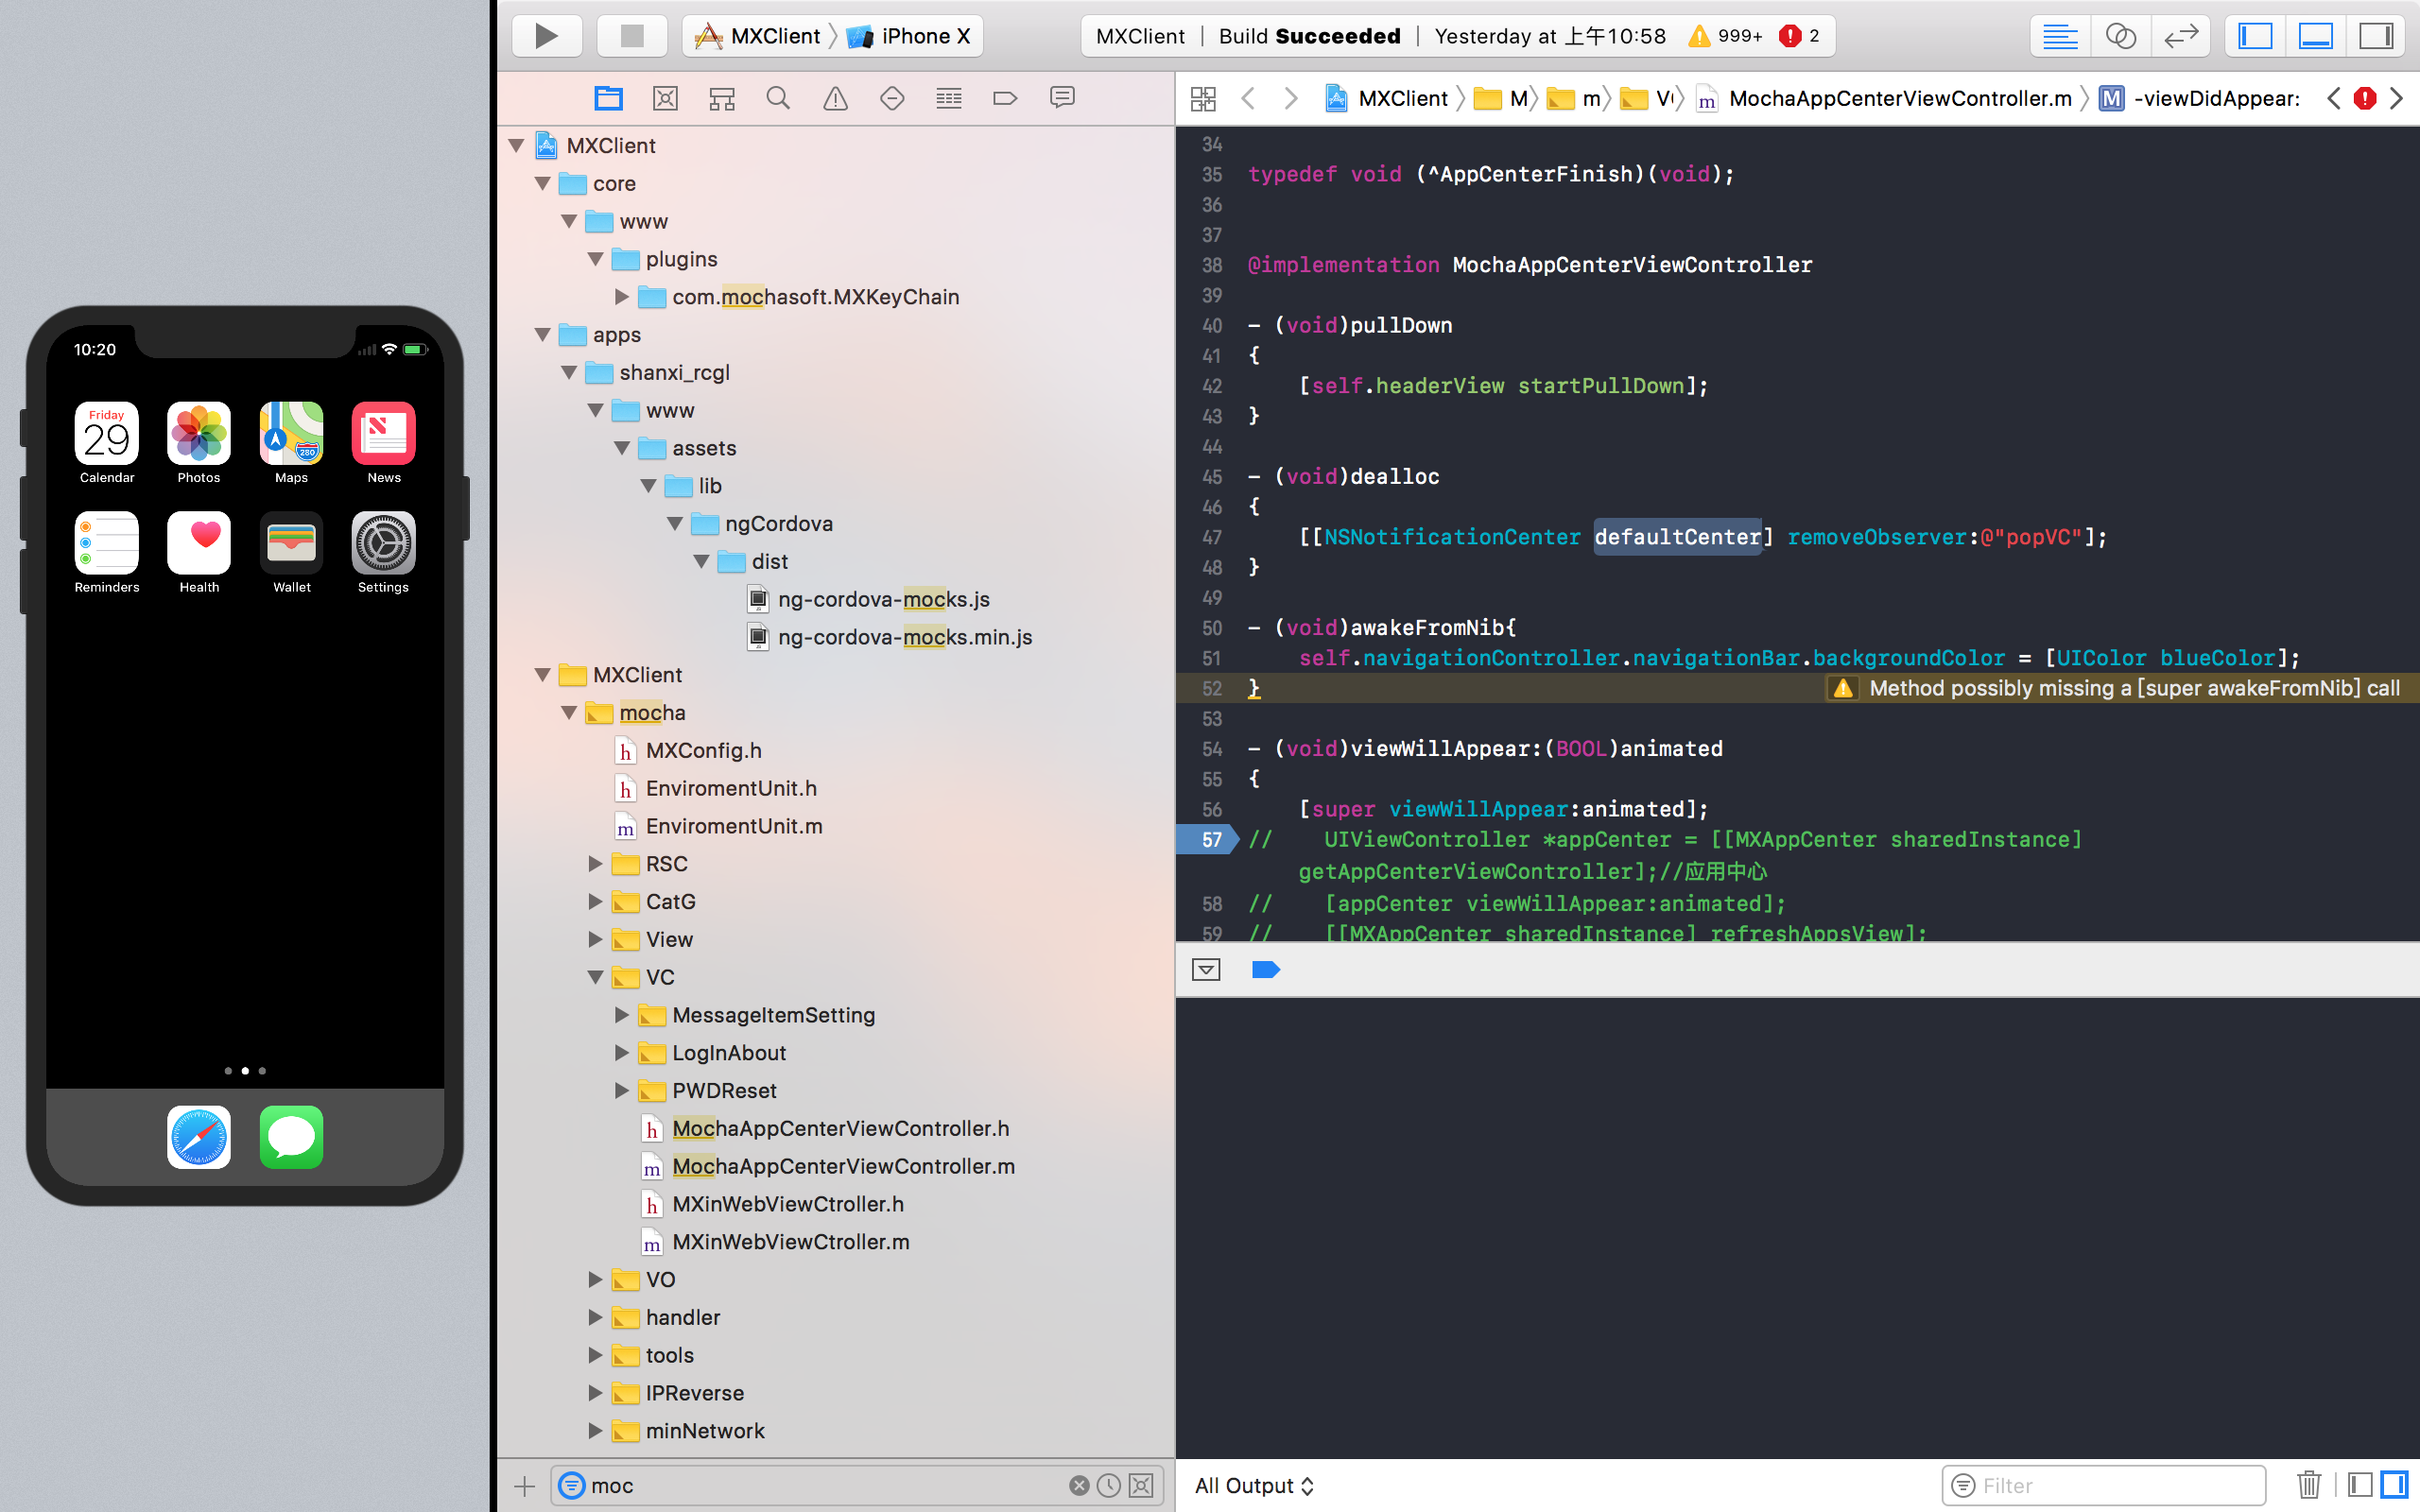 10:20
Friday
29
280
Calendar
Photos
Maps
News
Reminders
Health
Wallet
Settings
MXClient
iPhone X
MXClient | Build Succeeded | Yesterday at 上午10:58
999+
2
MXClient
core
www
plugins
com.mochasoft.MXKeyChain
apps
shanxi_rcgl
www
assets
lib
ngCordova
dist
ng-cordova-mocks.js
ng-cordova-mocks.min.js
MXClient
mocha
h MXConfig.h
h EnviromentUnit.h
m EnviromentUnit.m
RSC
CatG
View
VC
MessageItemSetting
LogInAbout
PWDReset
h MochaAppCenterViewController.h
m MochaAppCenterViewController.m
h MXinWebViewCtroller.h
m MXinWebViewCtroller.m
VO
handler
tools
IPReverse
minNetwork
moc
MXClient
M
m
V
m MochaAppCenterViewController.m
M -viewDidAppear:
34
35 typedef void (^AppCenterFinish)(void);
36
37
38 @implementation MochaAppCenterViewController
39
40 - (void)pullDown
41 {
42 [self.headerView startPullDown];
43 }
44
45 - (void)dealloc
46 {
47 [[NSNotificationCenter defaultCenter] removeObserver:@"popVC"];
48 }
49
50 - (void)awakeFromNib{
51 self.navigationController.navigationBar.backgroundColor = [UIColor blueColor];
52 } Method possibly missing a [super awakeFromNib] call
53
54 - (void)viewWillAppear:(BOOL)animated
55 {
56 [super viewWillAppear:animated];
57 // UIViewController *appCenter = [[MXAppCenter sharedInstance]
getAppCenterViewController];//应用中心
58 // [appCenter viewWillAppear:animated];
59 // [[MXAppCenter sharedInstance] refreshAppsView];
All Output
Filter